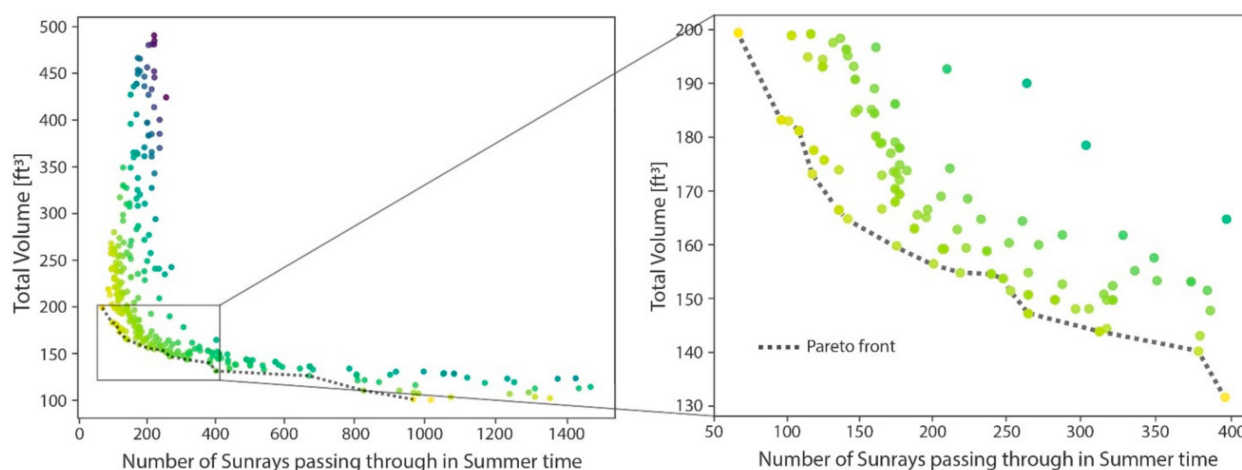 500
450
400
350
300
250
200
150
100
Total Volume [ft³]
0 200 400 600 800 1000 1200 1400
Number of Sunrays passing through in Summer time
200
190
180
170
160
150
140
130
Total Volume [ft³]
Pareto front
50 100 150 200 250 300 350 400
Number of Sunrays passing through in Summer time